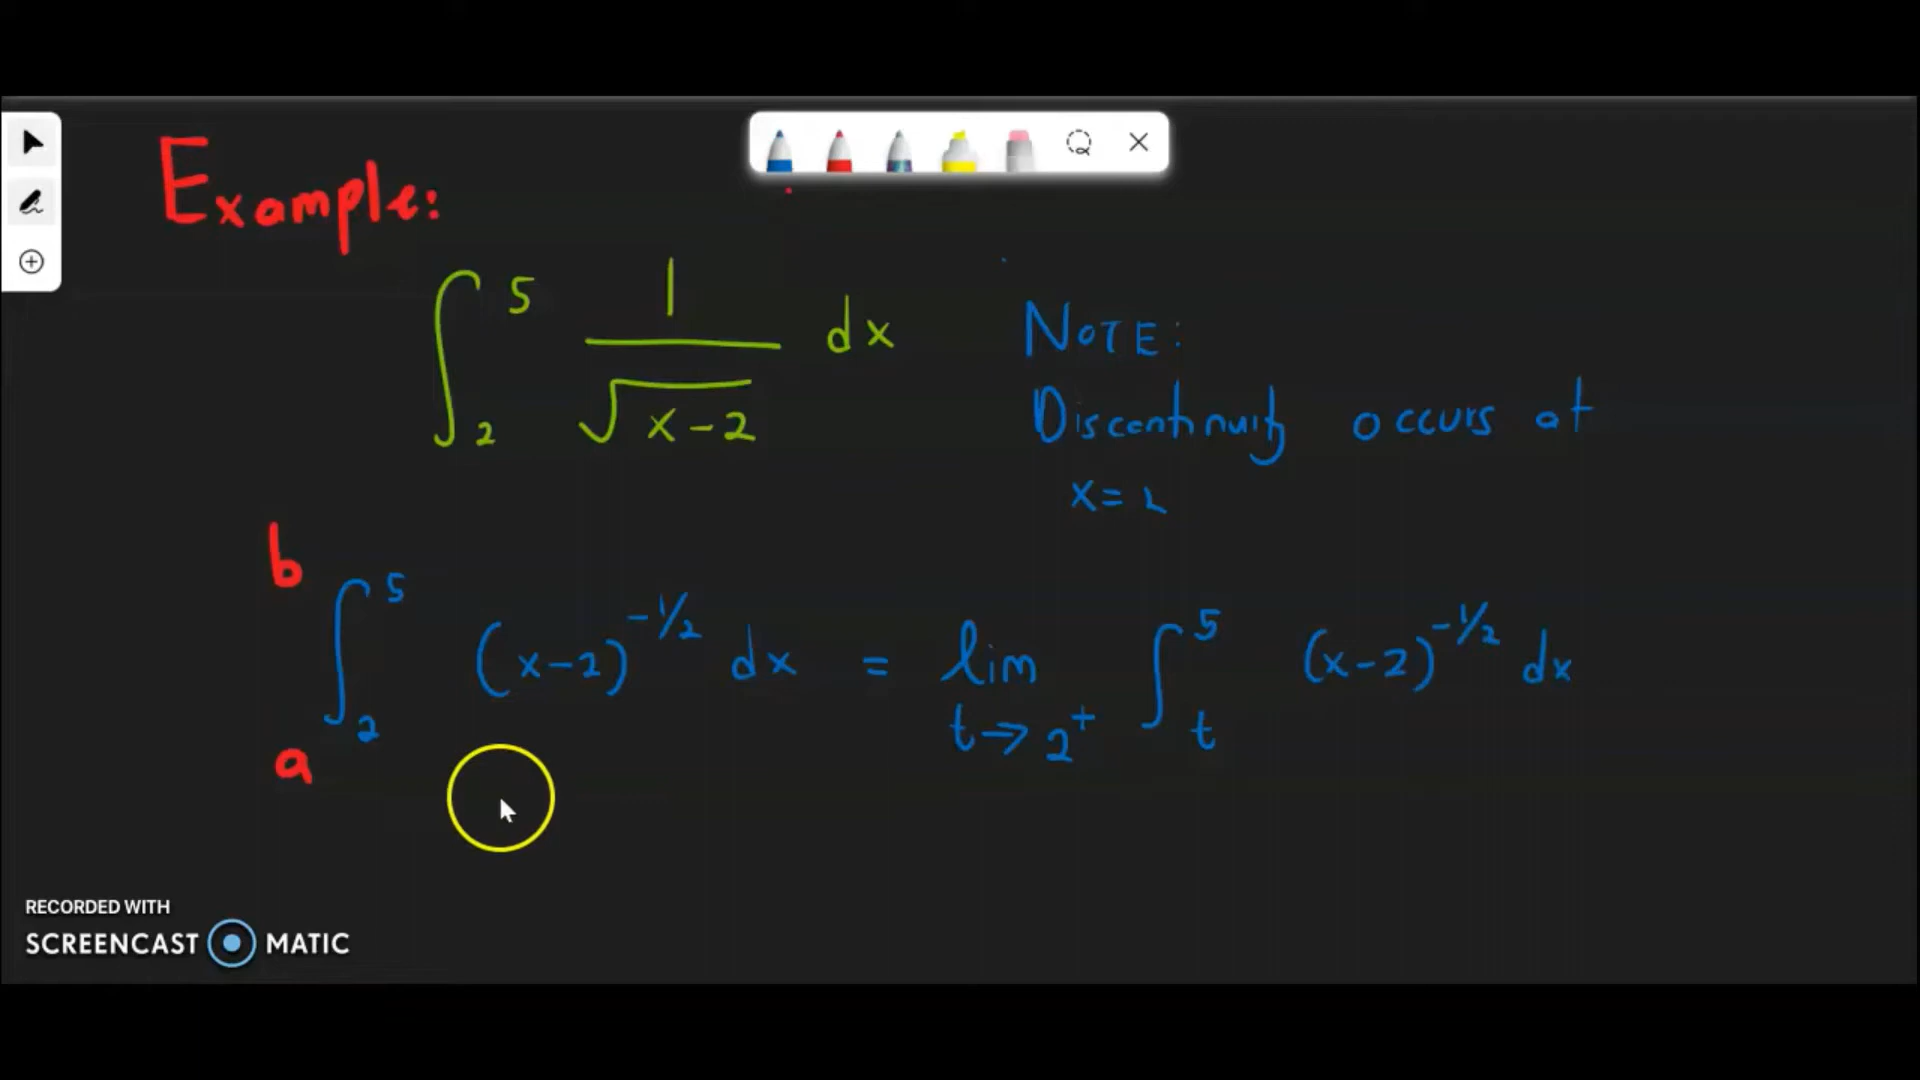 Example:
∫₂⁵ 1/√(x-2) dx
NOTE:
Discontinuity occurs at
x = 2
b
∫₂⁵ (x-2)^(-1/2) dx = lim t→2⁺ ∫ₜ⁵ (x-2)^(-1/2) dx
a
RECORDED WITH
SCREENCAST MATIC